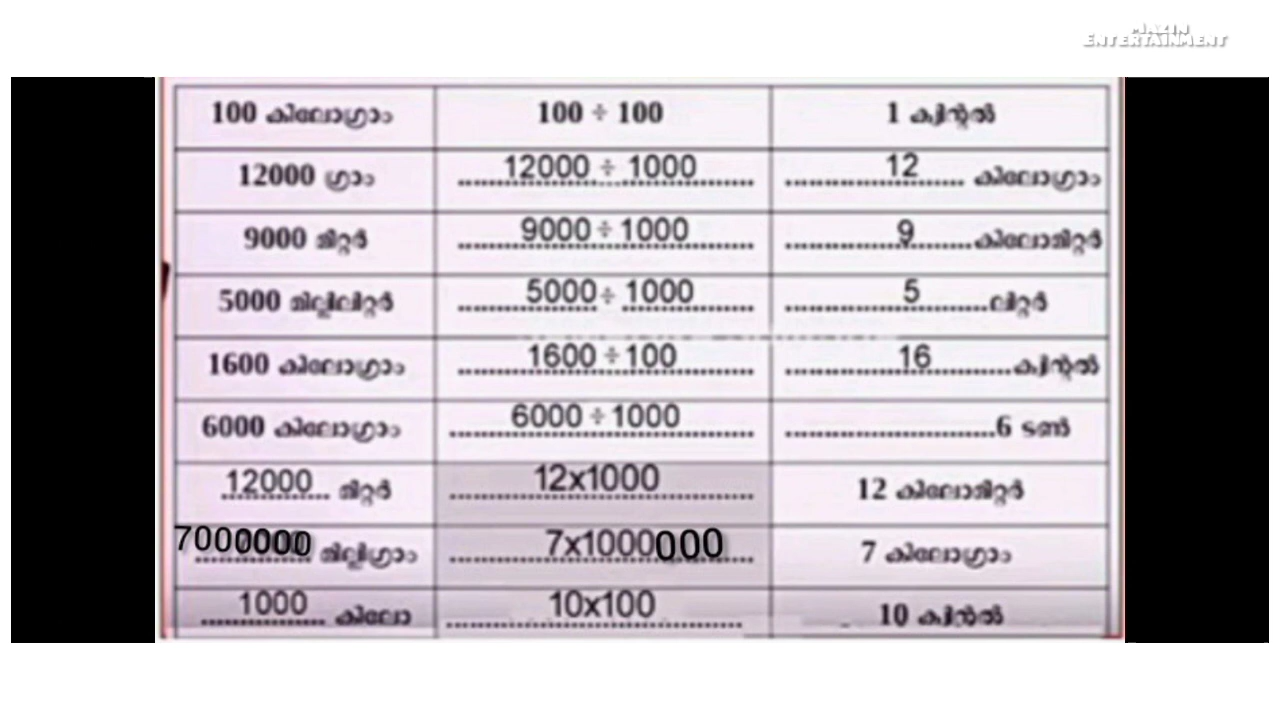 MAZIN
ENTERTAINMENT
100 കിലോഗ്രാം 100 ÷ 100 1 ക്വിന്റൽ
12000 ഗ്രാം 12000 ÷ 1000 12 കിലോഗ്രാം
9000 മീറ്റർ 9000 ÷ 1000 9 കിലോമീറ്റർ
5000 മില്ലിലിറ്റർ 5000 ÷ 1000 5 ലിറ്റർ
1600 കിലോഗ്രാം 1600 ÷ 100 16 ക്വിന്റൽ
6000 കിലോഗ്രാം 6000 ÷ 1000 6 ടൺ
12000 മീറ്റർ 12x1000 12 കിലോമീറ്റർ
7000000 മില്ലിഗ്രാം 7x1000000 7 കിലോഗ്രാം
1000 കിലോ 10x100 10 ക്വിന്റൽ